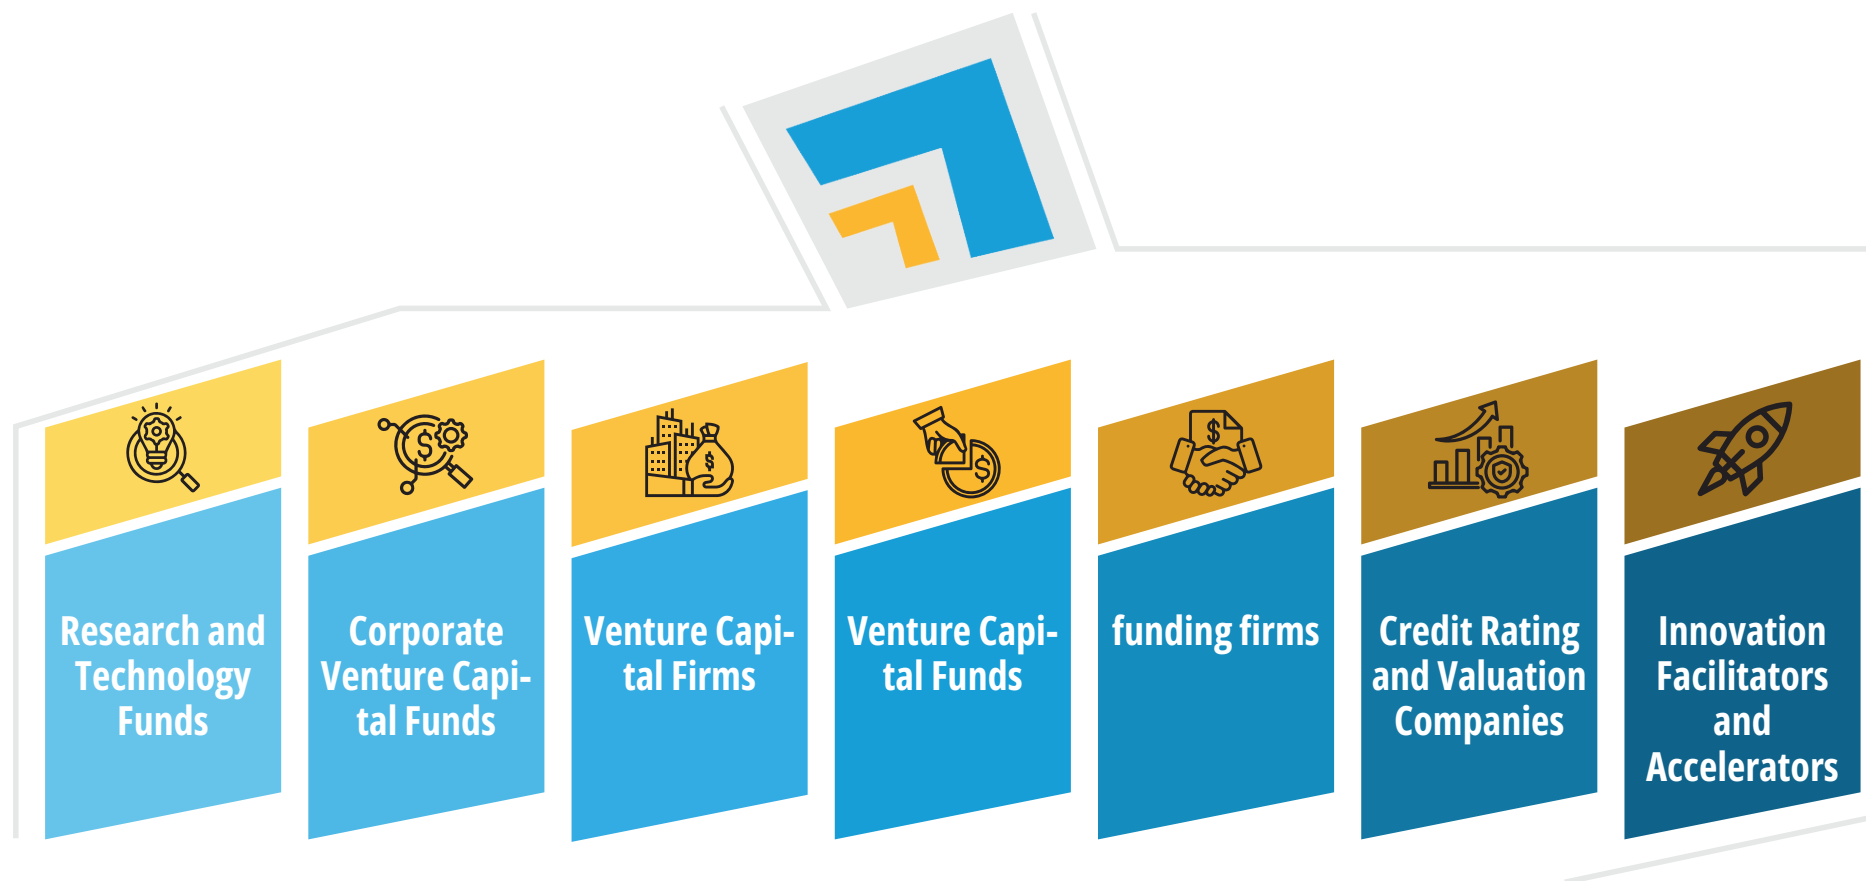 Research and
Technology
Funds
Corporate
Venture Capi-
tal Funds
Venture Capi-
tal Firms
Venture Capi-
tal Funds
funding firms
Credit Rating
and Valuation
Companies
Innovation
Facilitators
and
Accelerators